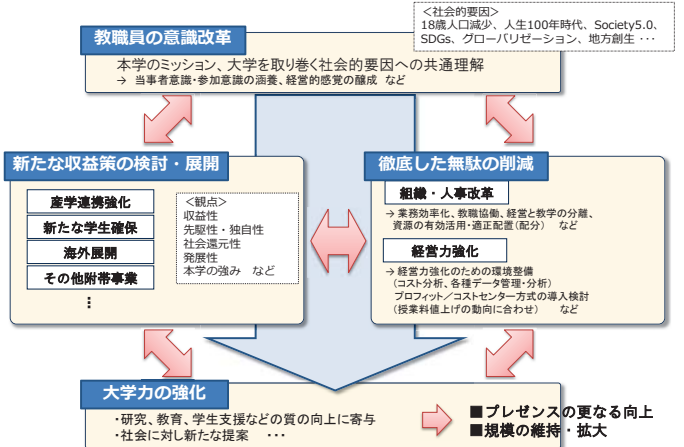 <社会的要因>
18歳人口減少、人生100年時代、Society5.0、
SDGs、グローバリゼーション、地方創生 ･･･
教職員の意識改革
本学のミッション、大学を取り巻く社会的要因への共通理解
→ 当事者意識･参加意識の涵養、経営的感覚の醸成 など
新たな収益策の検討・展開
産学連携強化
新たな学生確保
海外展開
その他附帯事業
⋮
<観点>
収益性
先駆性・独自性
社会還元性
発展性
本学の強み など
徹底した無駄の削減
組織・人事改革
→ 業務効率化、教職協働、経営と教学の分離、
資源の有効活用・適正配置(配分) など
経営力強化
→ 経営力強化のための環境整備
(コスト分析、各種データ管理・分析)
プロフィット／コストセンター方式の導入検討
(授業料値上げの動向に合わせ) など
大学力の強化
・研究、教育、学生支援などの質の向上に寄与
・社会に対し新たな提案 ･･･
■プレゼンスの更なる向上
■規模の維持・拡大